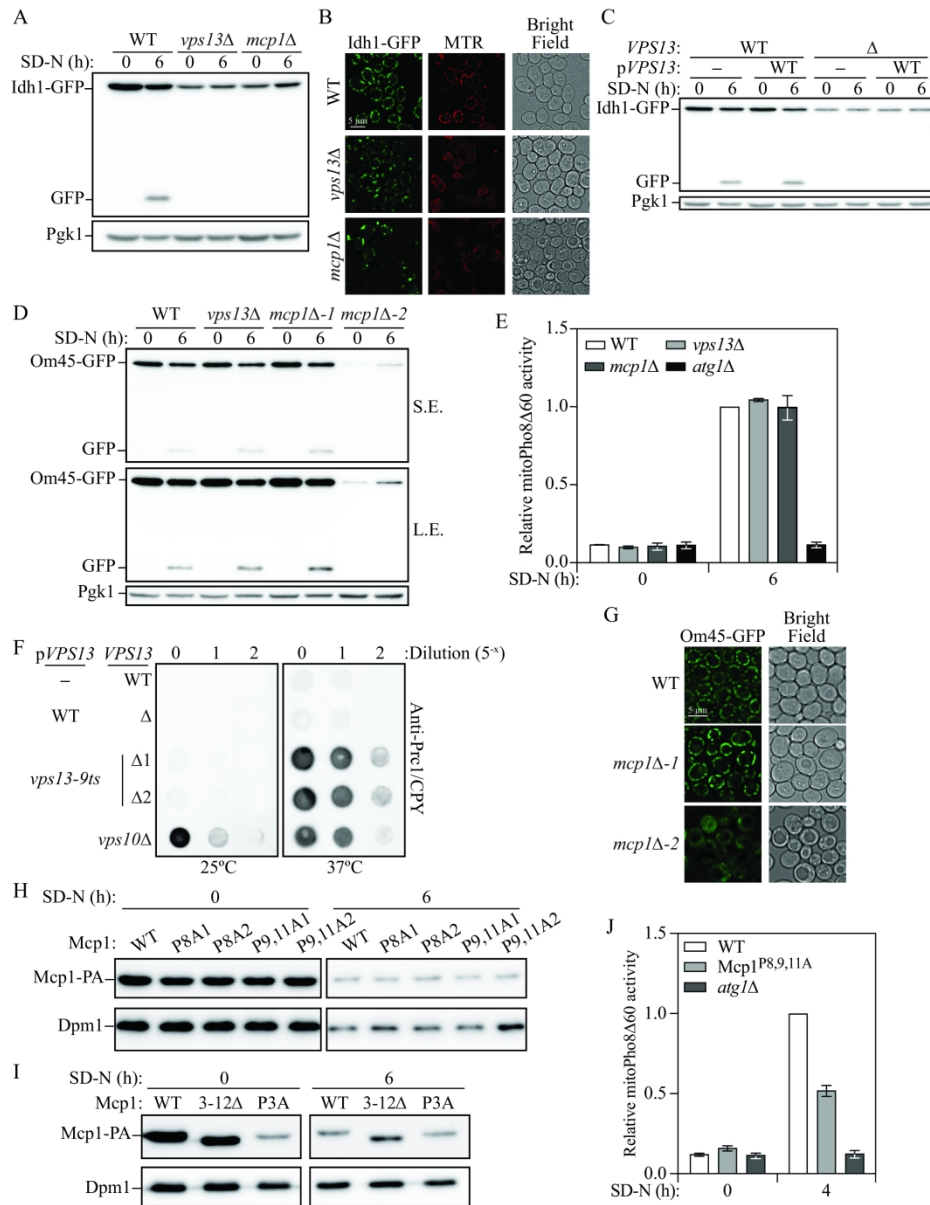 A
WT vps13Δ mcp1Δ
SD-N (h): 0 6 0 6 0 6
Idh1-GFP
GFP
Pgk1
B
Idh1-GFP MTR Bright Field
WT
5 μm
vps13Δ
mcp1Δ
C
VPS13: WT Δ
pVPS13: – WT – WT
SD-N (h): 0 6 0 6 0 6 0 6
Idh1-GFP
GFP
Pgk1
D
WT vps13Δ mcp1Δ-1 mcp1Δ-2
SD-N (h): 0 6 0 6 0 6 0 6
Om45-GFP
S.E.
GFP
Om45-GFP
L.E.
GFP
Pgk1
E
Relative mitoPho8Δ60 activity
1.5
1.0
0.5
0.0
WT vps13Δ
mcp1Δ atg1Δ
SD-N (h): 0 6
F
pVPS13 VPS13 0 1 2 0 1 2 :Dilution (5-x)
– WT
WT Δ
vps13-9ts Δ1
Δ2
vps10Δ
25ºC 37ºC
Anti-Prc1/CPY
G
Om45-GFP Bright Field
WT
5 μm
mcp1Δ-1
mcp1Δ-2
H
SD-N (h): 0 6
Mcp1: WT P8A1 P8A2 P9,11A1 P9,11A2 WT P8A1 P8A2 P9,11A1 P9,11A2
Mcp1-PA
Dpm1
I
SD-N (h): 0 6
Mcp1: WT 3-12Δ P3A WT 3-12Δ P3A
Mcp1-PA
Dpm1
J
Relative mitoPho8Δ60 activity
1.5
1.0
0.5
0.0
WT
Mcp1P8,9,11A
atg1Δ
SD-N (h): 0 4